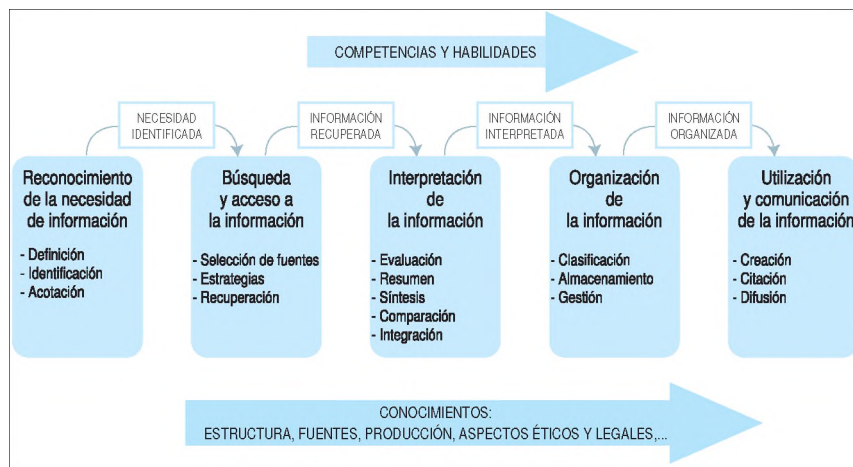 COMPETENCIAS Y HABILIDADES
NECESIDAD
IDENTIFICADA
INFORMACIÓN
RECUPERADA
INFORMACIÓN
INTERPRETADA
INFORMACIÓN
ORGANIZADA
Reconocimiento
de la necesidad
de información
- Definición
- Identificación
- Acotación
Búsqueda
y acceso a
la información
- Selección de fuentes
- Estrategias
- Recuperación
Interpretación
de
la información
- Evaluación
- Resumen
- Síntesis
- Comparación
- Integración
Organización
de
la información
- Clasificación
- Almacenamiento
- Gestión
Utilización
y comunicación
de la información
- Creación
- Citación
- Difusión
CONOCIMIENTOS:
ESTRUCTURA, FUENTES, PRODUCCIÓN, ASPECTOS ÉTICOS Y LEGALES,...